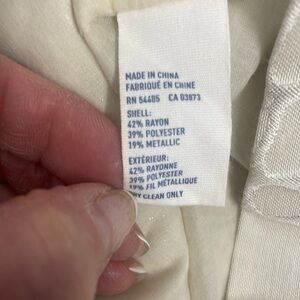 MADE IN CHINA
FABRIQUÉ EN CHINE
RN 54485 CA 03873
SHELL:
42% RAYON
39% POLYESTER
19% METALLIC
EXTÉRIEUR:
42% RAYONNE
39% POLYESTER
19% FIL MÉTALLIQUE
DRY CLEAN ONLY